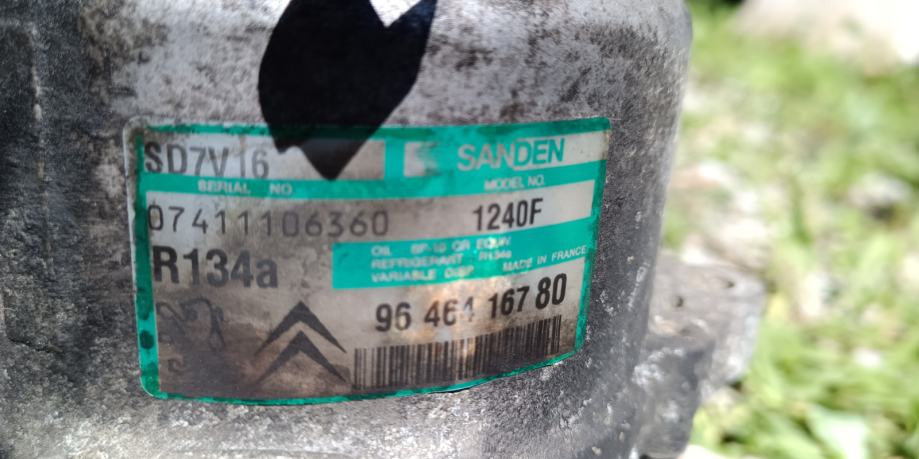 SD7V16 SANDEN
SERIAL NO MODEL NO.
07411106360 1240F
OIL SP-10 OR EQUIV.
R134a REFRIGERANT R134a
VARIABLE DISP MADE IN FRANCE
96 464 167 80